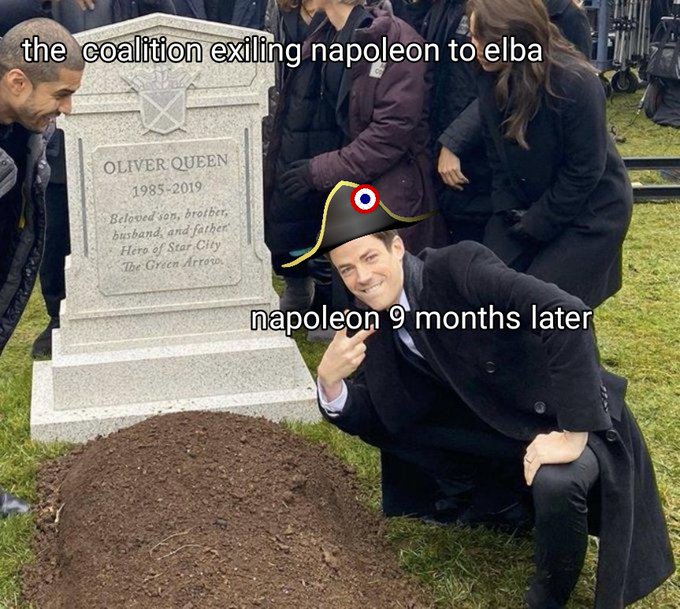 the coalition exiling napoleon to elba
OLIVER QUEEN
1985-2019
Beloved son, brother,
husband, and father
Hero of Star City
The Green Arrow
napoleon 9 months later